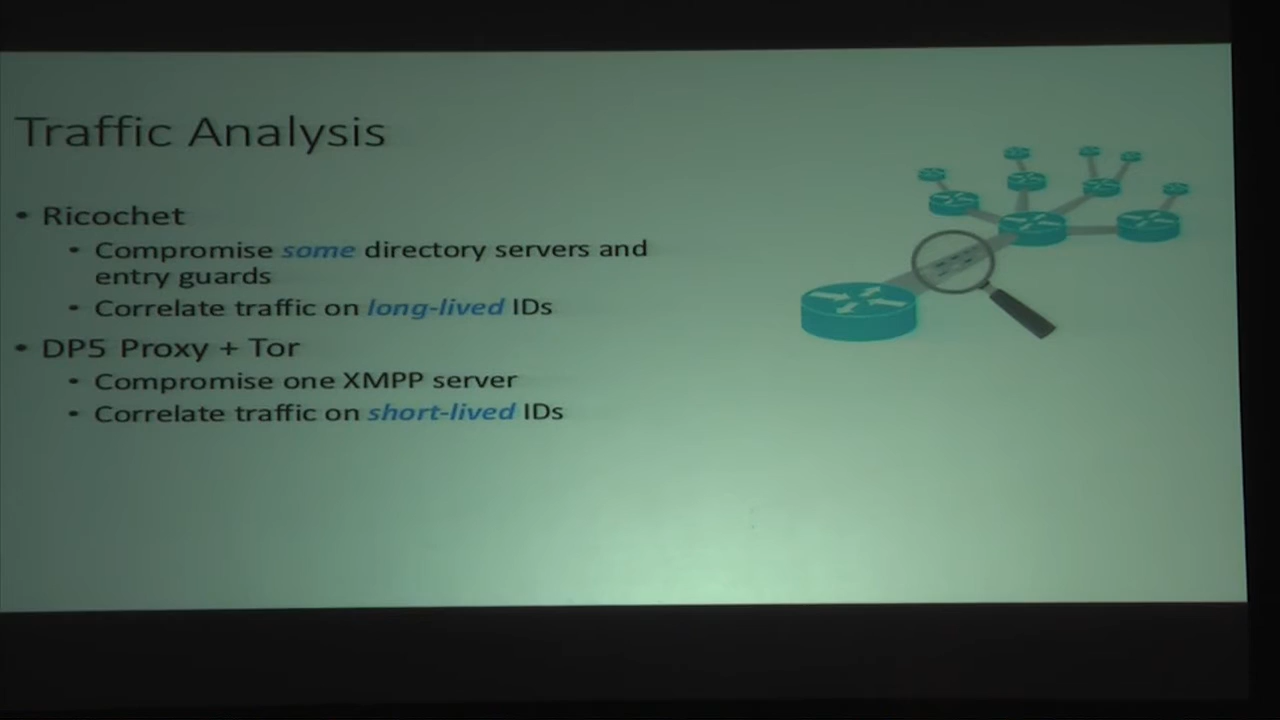 Traffic Analysis
• Ricochet
• Compromise some directory servers and
entry guards
• Correlate traffic on long-lived IDs
• DP5 Proxy + Tor
• Compromise one XMPP server
• Correlate traffic on short-lived IDs